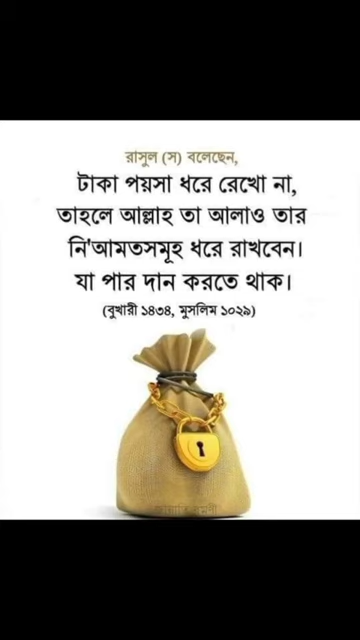 রাসুল (স) বলেছেন,
টাকা পয়সা ধরে রেখো না,
তাহলে আল্লাহ তা আলাও তার
নি'আমতসমূহ ধরে রাখবেন।
যা পার দান করতে থাক।
(বুখারী ১৪৩৪, মুসলিম ১০২৯)